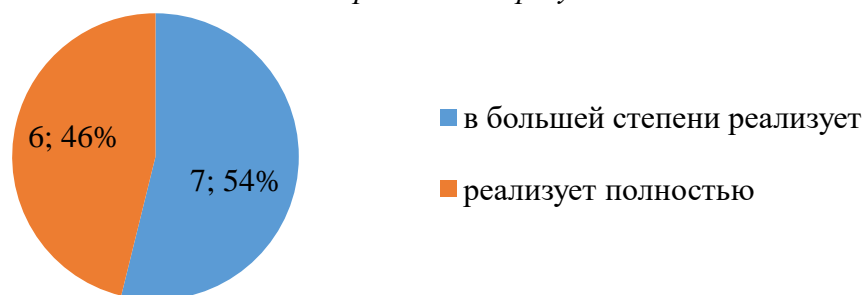 6; 46%
7; 54%
в большей степени реализует
реализует полностью